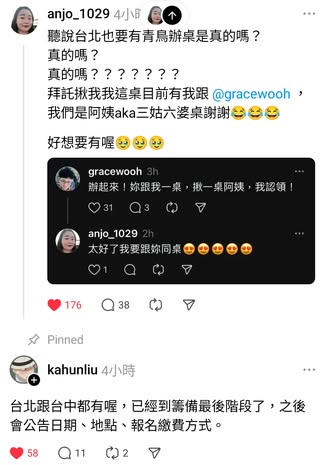 anjo_1029 4小時
聽說台北也要有青鳥辦桌是真的嗎？
真的嗎？
真的嗎？？？？？？？
拜託揪我我這桌目前有我跟 @gracewooh ，
我們是阿姨aka三姑六婆桌謝謝😂😂😂
好想要有喔🥹🥹🥹
gracewooh 3h
辦起來！妳跟我一桌，揪一桌阿姨，我認領！
31 3
anjo_1029 2h
太好了我要跟妳同桌😍😍😍😍😍
1
176 38
Pinned
kahunliu 4小時
台北跟台中都有喔，已經到籌備最後階段了，之後
會公告日期、地點、報名繳費方式。
58 11 2